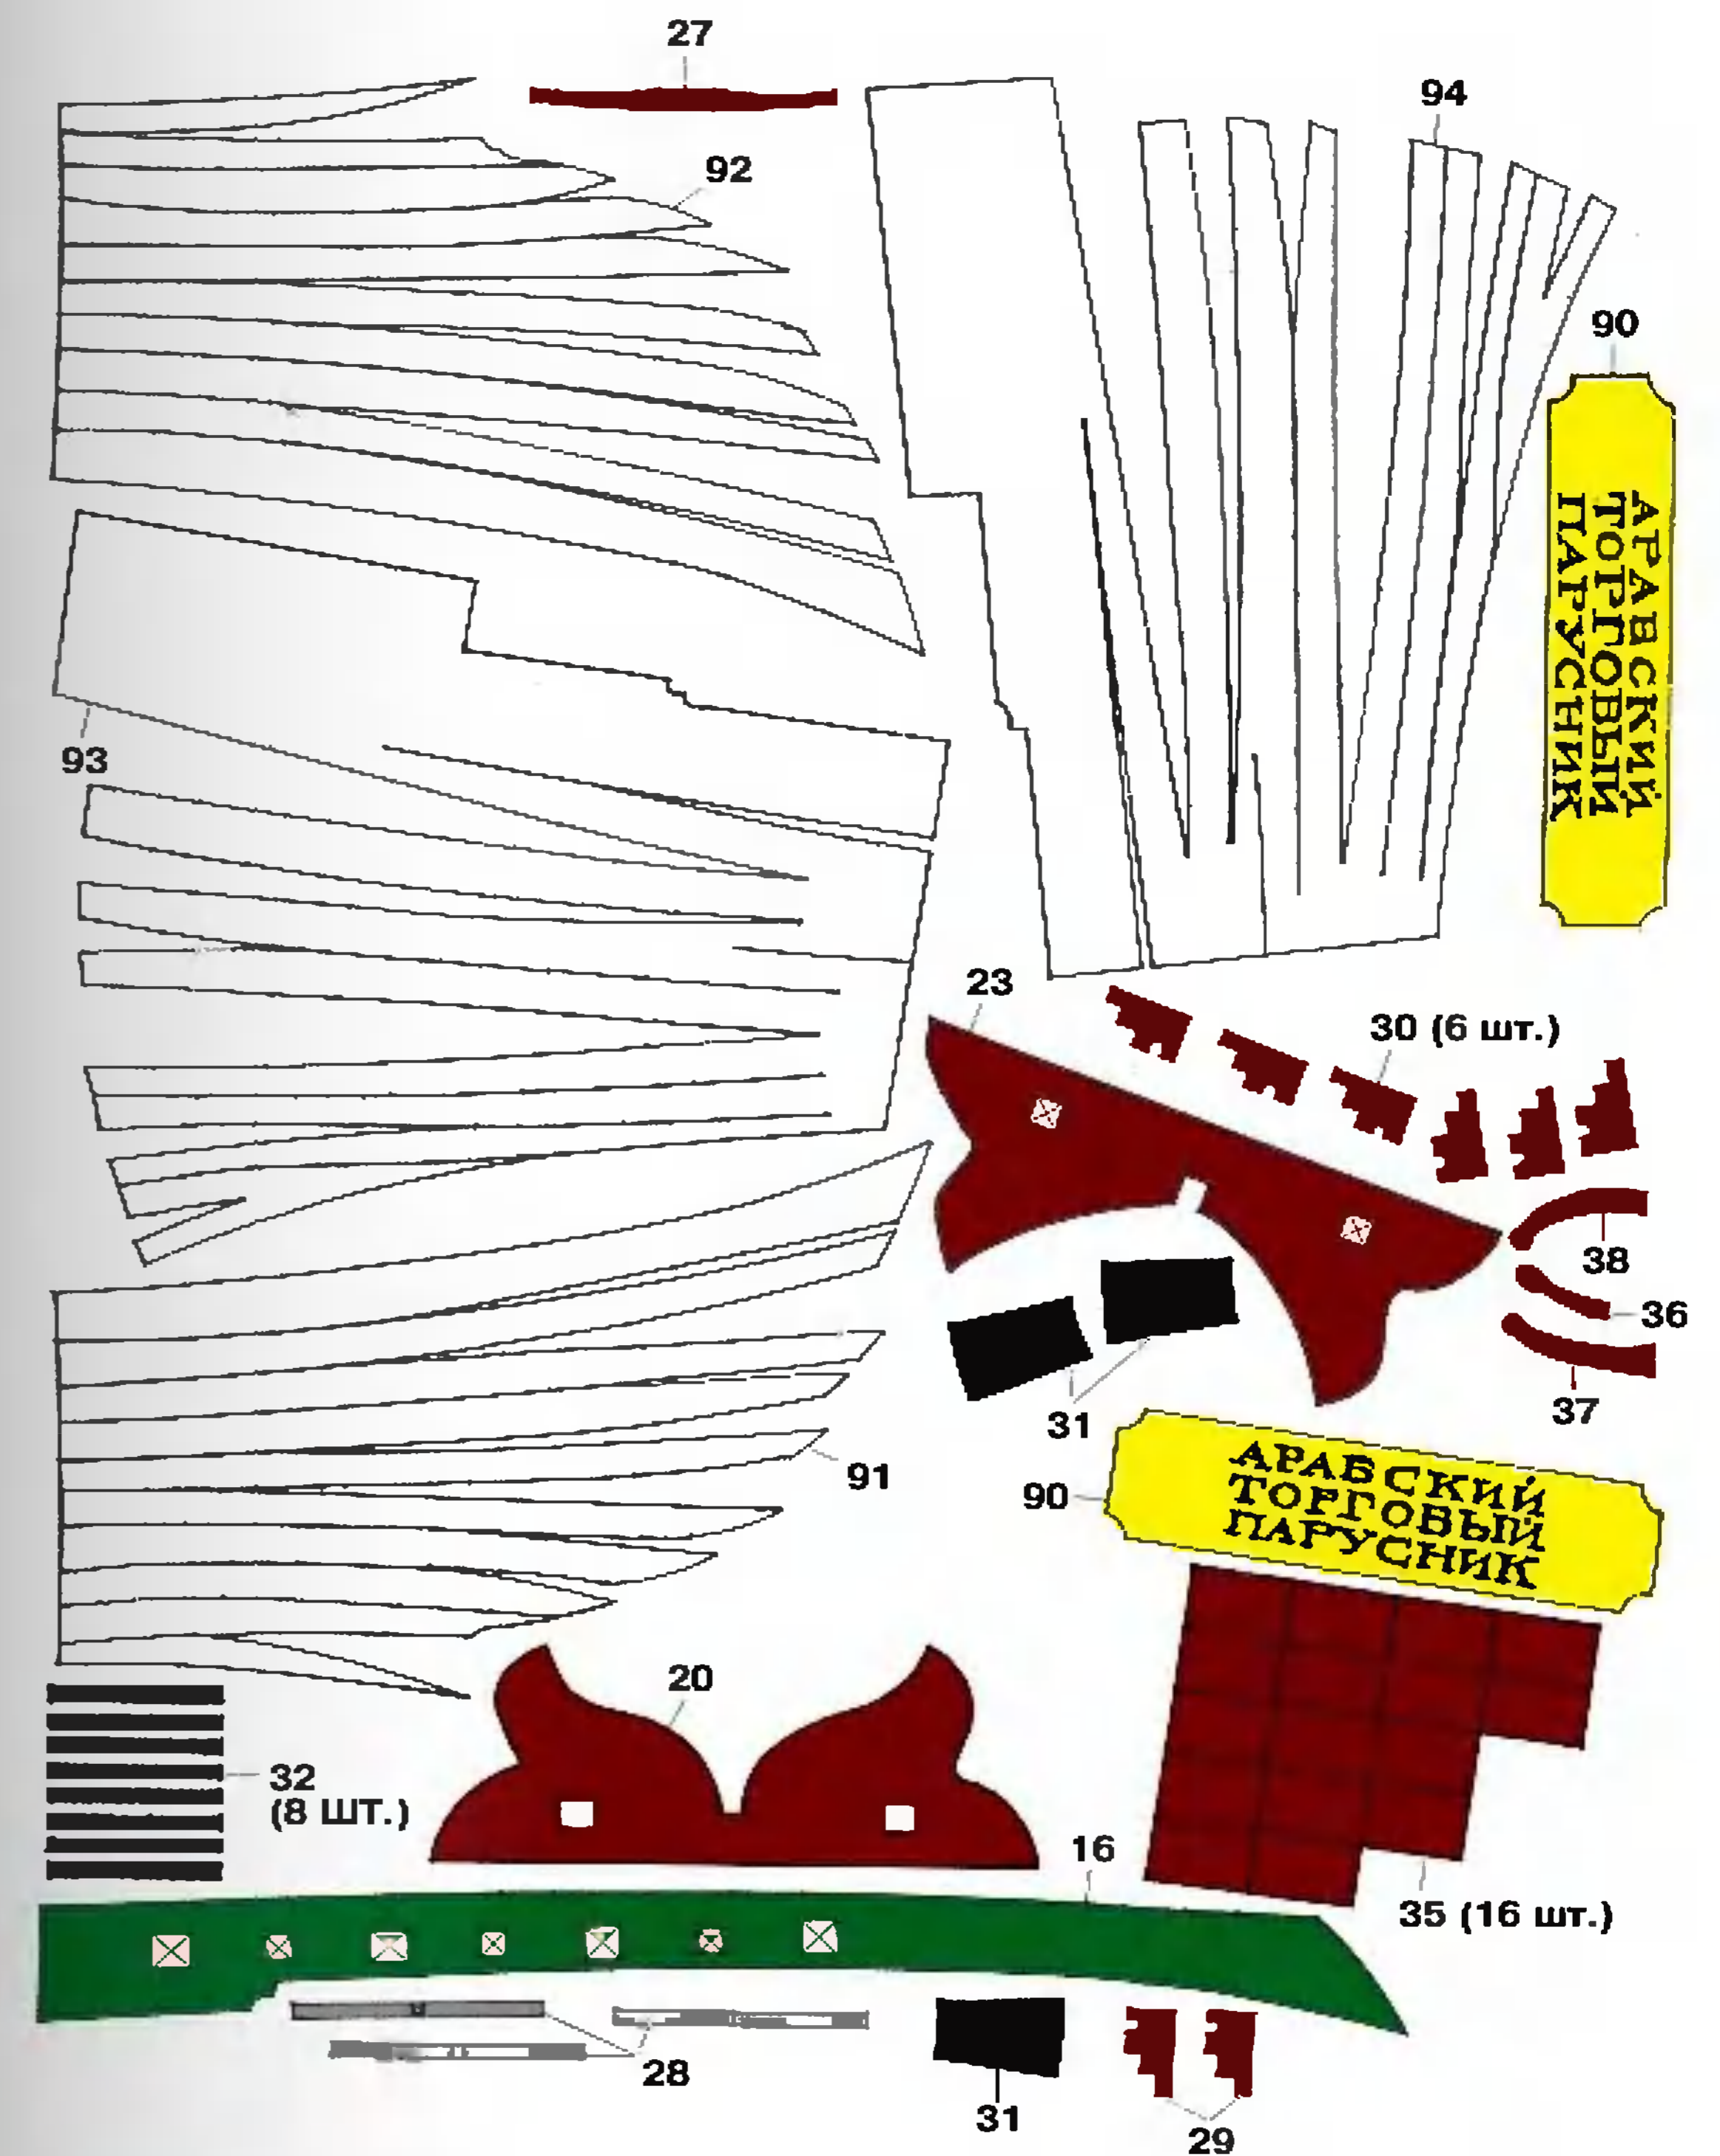 27
94
92
90
АРАВСКИЙ
ТОРГОВЫЙ
ПАРУСНИК
93
23
30 (6 шт.)
38
36
37
31
91
90
АРАБСКИЙ
ТОРГОВЫЙ
ПАРУСНИК
20
32
(8 ШТ.)
16
35 (16 шт.)
28
31
29